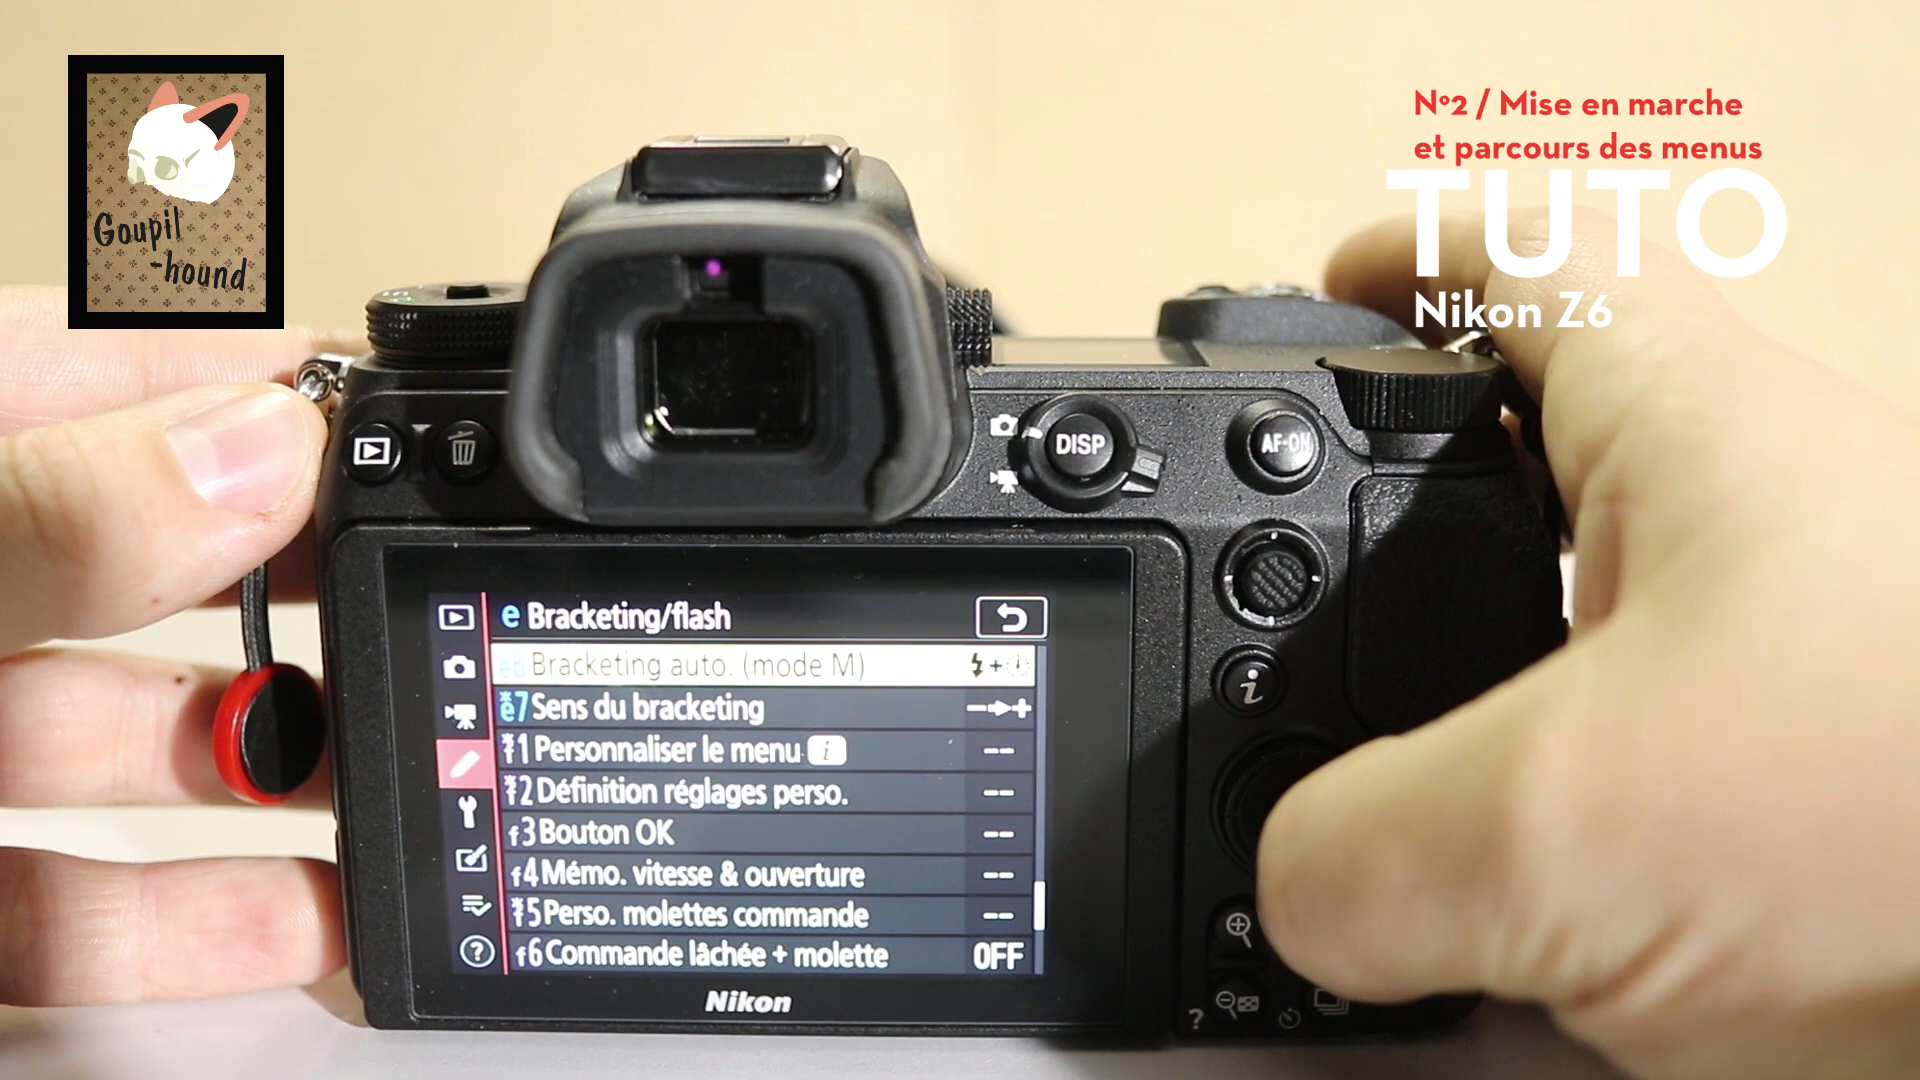 Goupil
-hound
N°2 / Mise en marche
et parcours des menus
TUTO
Nikon Z6
DISP
AF-ON
e Bracketing/flash
e6 Bracketing auto. (mode M)
e7 Sens du bracketing
f1 Personnaliser le menu i --
f2 Définition réglages perso. --
f3 Bouton OK --
f4 Mémo. vitesse & ouverture --
f5 Perso. molettes commande --
f6 Commande lâchée + molette OFF
i
?
?
Nikon